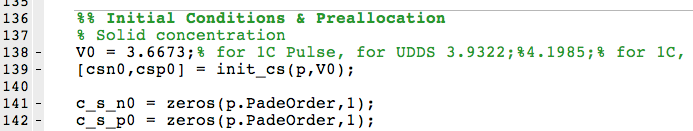 135
136 %% Initial Conditions & Preallocation
137 % Solid concentration
138 - V0 = 3.6673;% for 1C Pulse, for UDDS 3.9322;%4.1985;% for 1C,
139 - [csn0,csp0] = init_cs(p,V0);
140
141 - c_s_n0 = zeros(p.PadeOrder,1);
142 - c_s_p0 = zeros(p.PadeOrder,1);